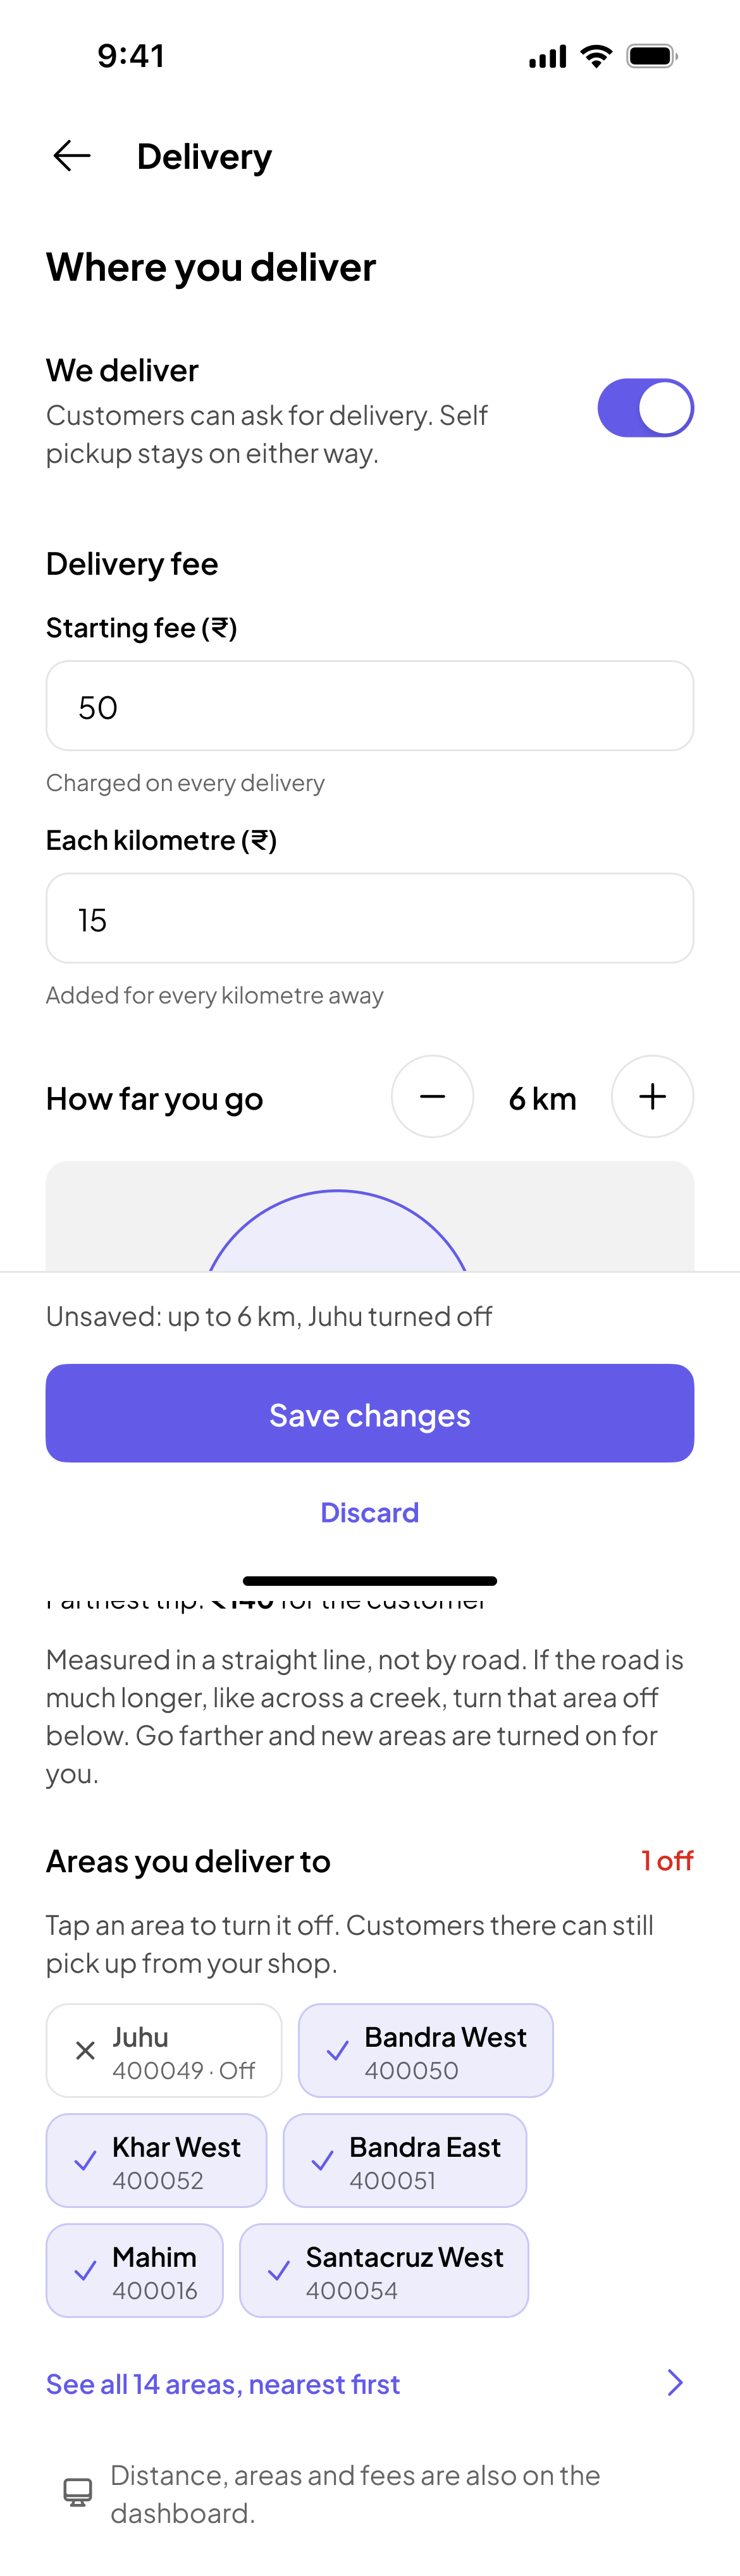 9:41
Delivery
Where you deliver
We deliver
Customers can ask for delivery. Self
pickup stays on either way.
Delivery fee
Starting fee (₹)
50
Charged on every delivery
Each kilometre (₹)
15
Added for every kilometre away
How far you go
6 km
Unsaved: up to 6 km, Juhu turned off
Save changes
Discard
Farthest trip: ₹140 for the customer
Measured in a straight line, not by road. If the road is
much longer, like across a creek, turn that area off
below. Go farther and new areas are turned on for
you.
Areas you deliver to
1 off
Tap an area to turn it off. Customers there can still
pick up from your shop.
Juhu
400049 · Off
Bandra West
400050
Khar West
400052
Bandra East
400051
Mahim
400016
Santacruz West
400054
See all 14 areas, nearest first
Distance, areas and fees are also on the
dashboard.